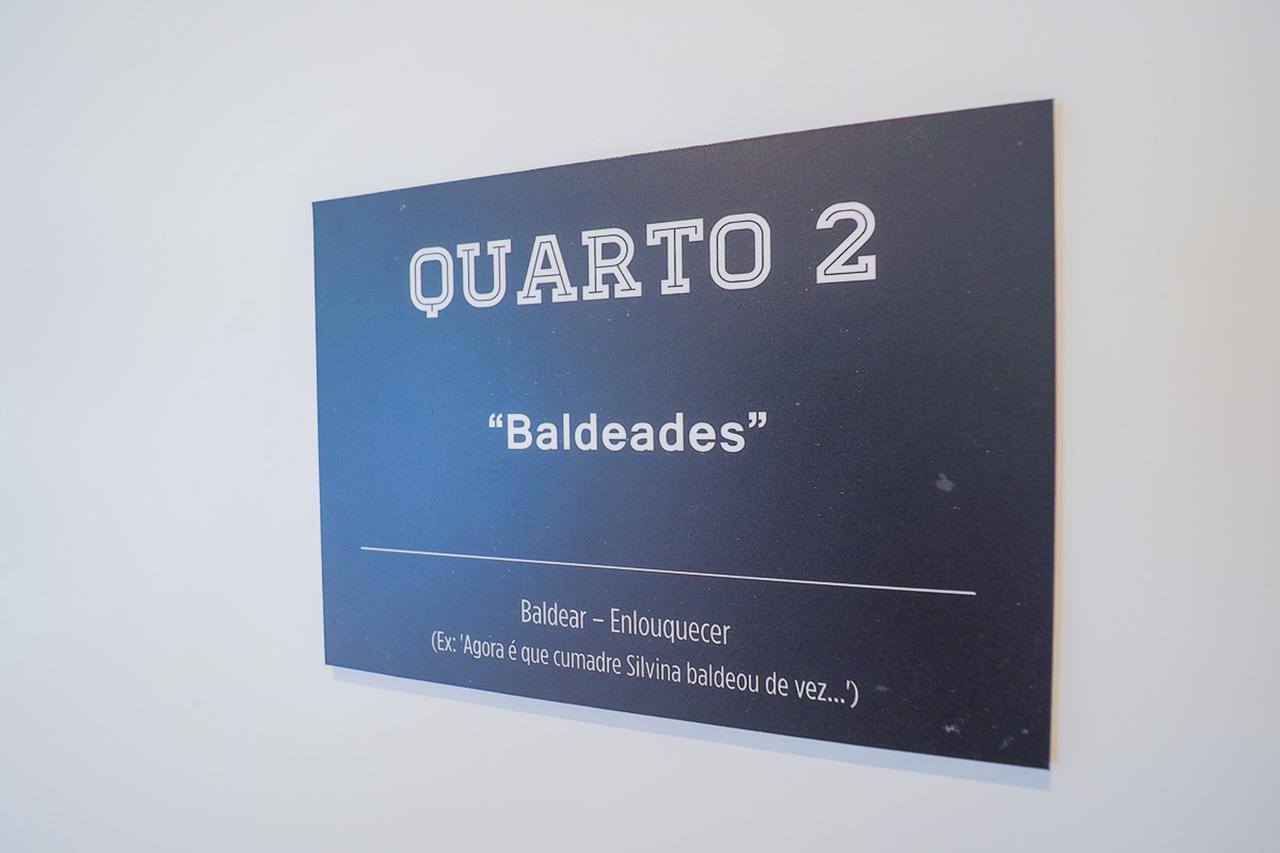 QUARTO 2
“Baldeades”
Baldear – Enlouquecer
(Ex: 'Agora é que cumadre Silvina baldeou de vez...')